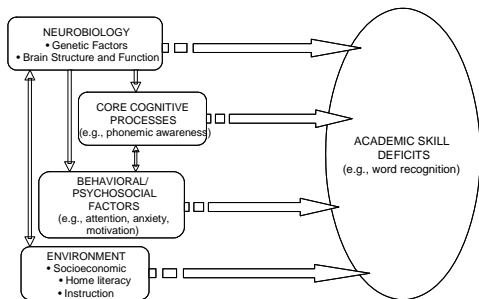 NEUROBIOLOGY
• Genetic Factors
• Brain Structure and Function
CORE COGNITIVE
PROCESSES
(e.g., phonemic awareness)
BEHAVIORAL/
PSYCHOSOCIAL
FACTORS
(e.g., attention, anxiety,
motivation)
ENVIRONMENT
• Socioeconomic
• Home literacy
• Instruction
ACADEMIC SKILL
DEFICITS
(e.g., word recognition)